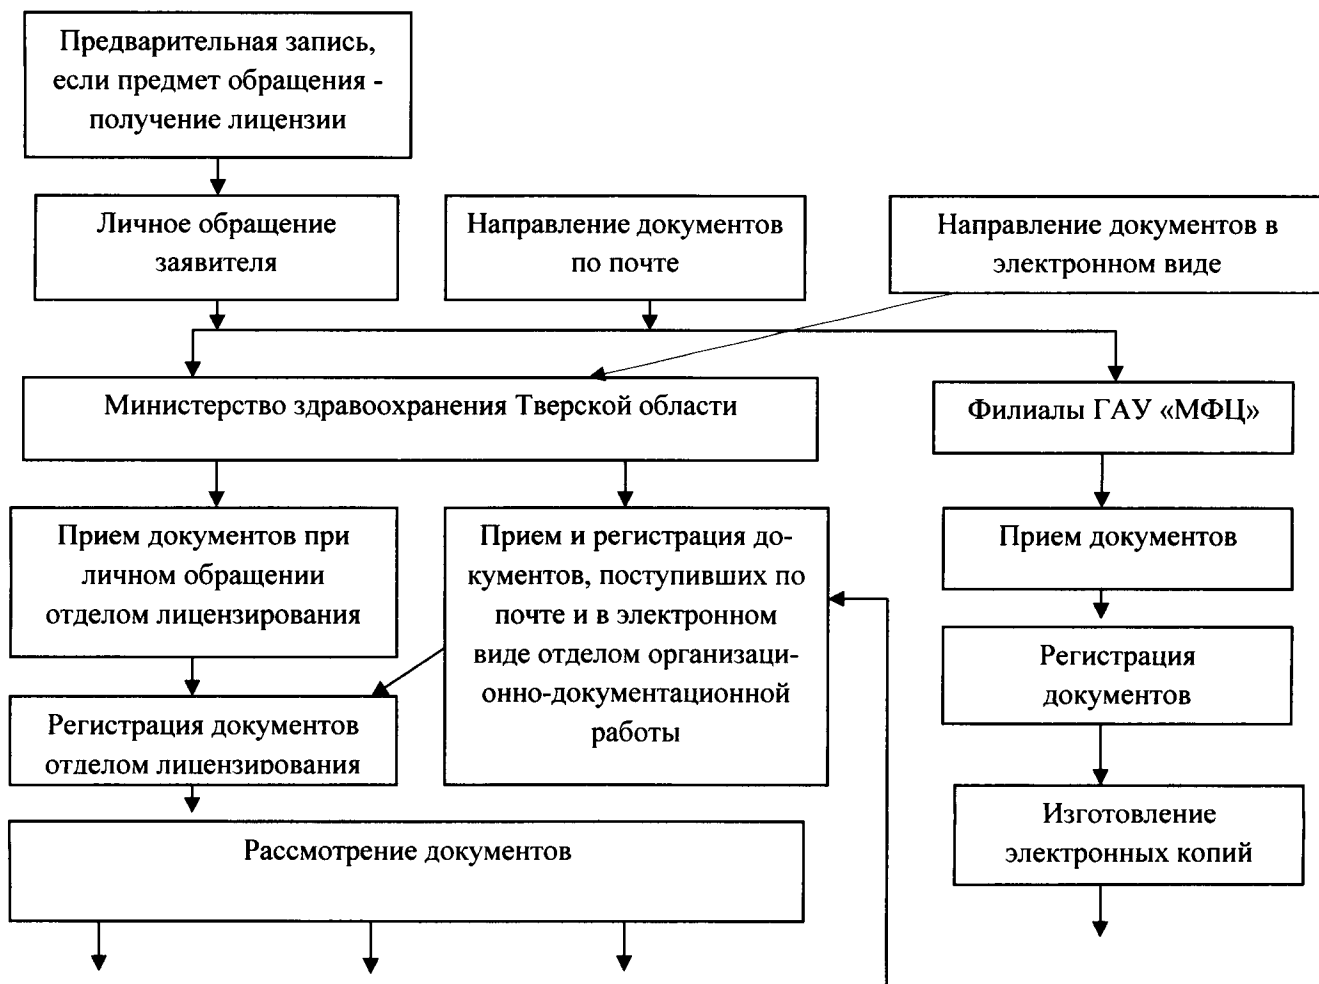 Предварительная запись,
если предмет обращения -
получение лицензии
Личное обращение
заявителя
Направление документов
по почте
Направление документов в
электронном виде
Министерство здравоохранения Тверской области
Филиалы ГАУ «МФЦ»
Прием документов при
личном обращении
отделом лицензирования
Прием и регистрация до-
кументов, поступивших по
почте и в электронном
виде отделом организаци-
онно-документационной
работы
Прием документов
Регистрация
документов
Регистрация документов
отделом лицензирования
Изготовление
электронных копий
Рассмотрение документов